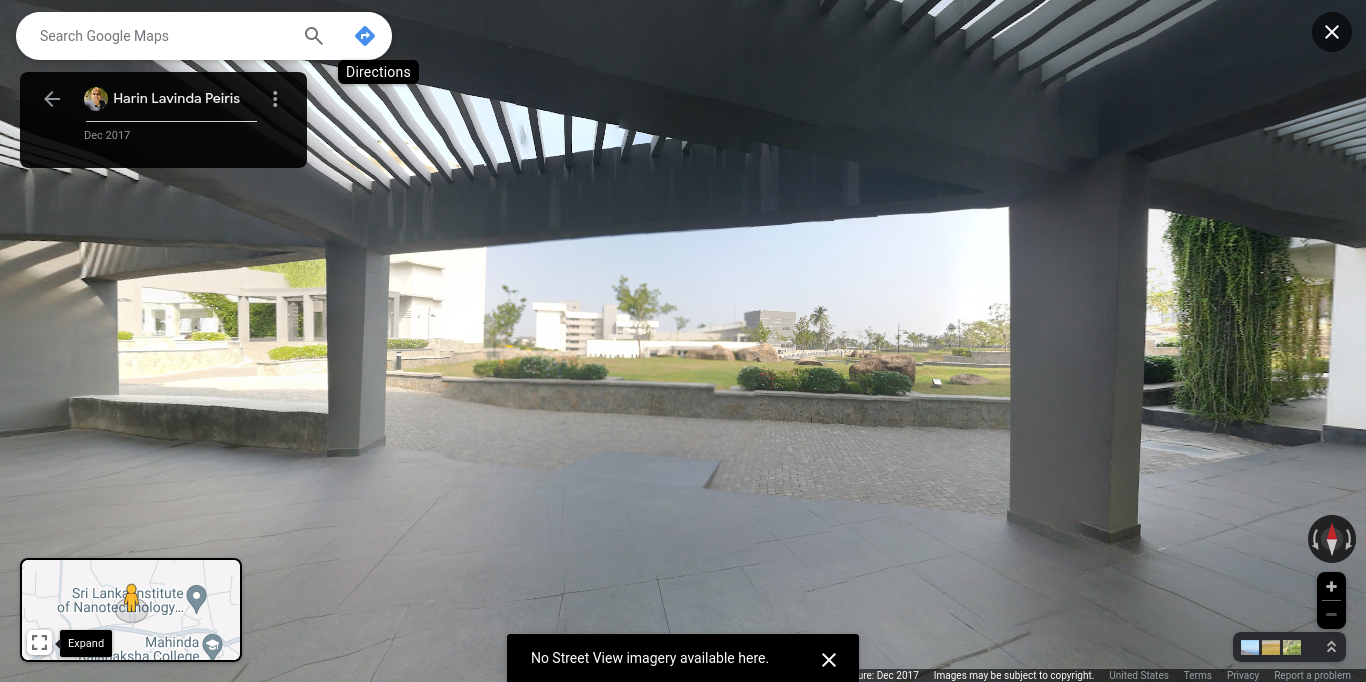 Search Google Maps
Directions
Harin Lavinda Peiris
Dec 2017
Sri Lanka Institute
of Nanotechnology...
Mahinda
Rajapaksha College
Expand
No Street View imagery available here.
Dec 2017 Images may be subject to copyright. United States Terms Privacy Report a problem